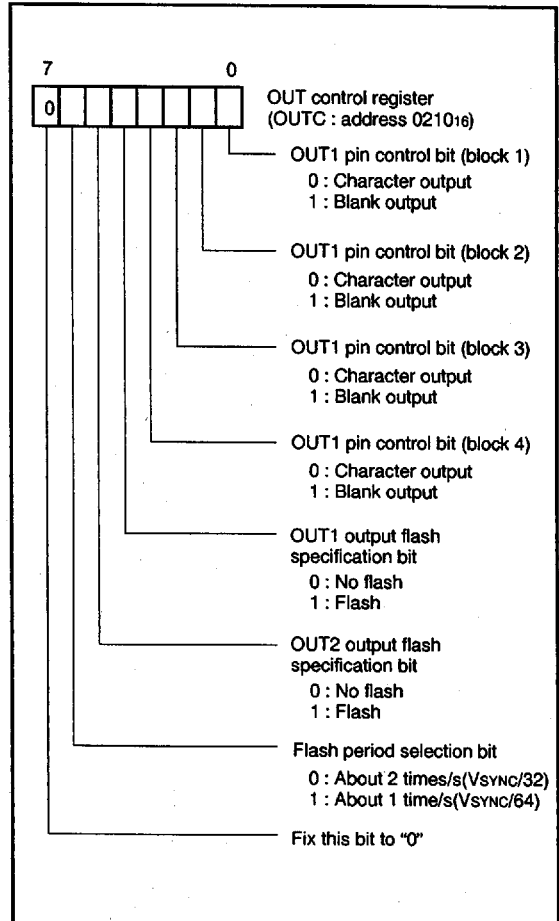 7 0
0
OUT control register
(OUTC : address 021016)
OUT1 pin control bit (block 1)
0 : Character output
1 : Blank output
OUT1 pin control bit (block 2)
0 : Character output
1 : Blank output
OUT1 pin control bit (block 3)
0 : Character output
1 : Blank output
OUT1 pin control bit (block 4)
0 : Character output
1 : Blank output
OUT1 output flash
specification bit
0 : No flash
1 : Flash
OUT2 output flash
specification bit
0 : No flash
1 : Flash
Flash period selection bit
0 : About 2 times/s(VSYNC/32)
1 : About 1 time/s(VSYNC/64)
Fix this bit to “0”